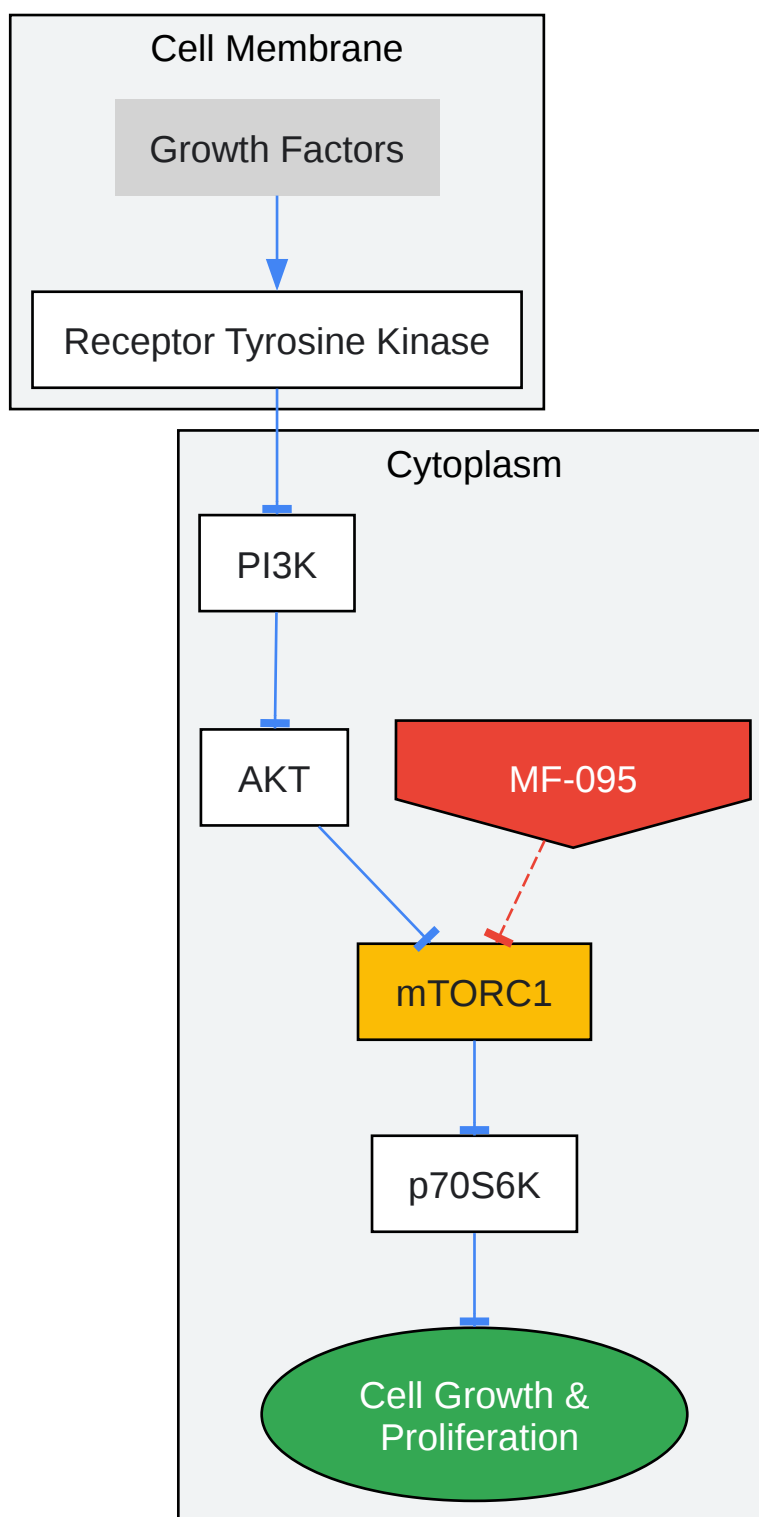 Cell Membrane
Growth Factors
Receptor Tyrosine Kinase
Cytoplasm
PI3K
AKT
MF-095
mTORC1
p70S6K
Cell Growth &
Proliferation